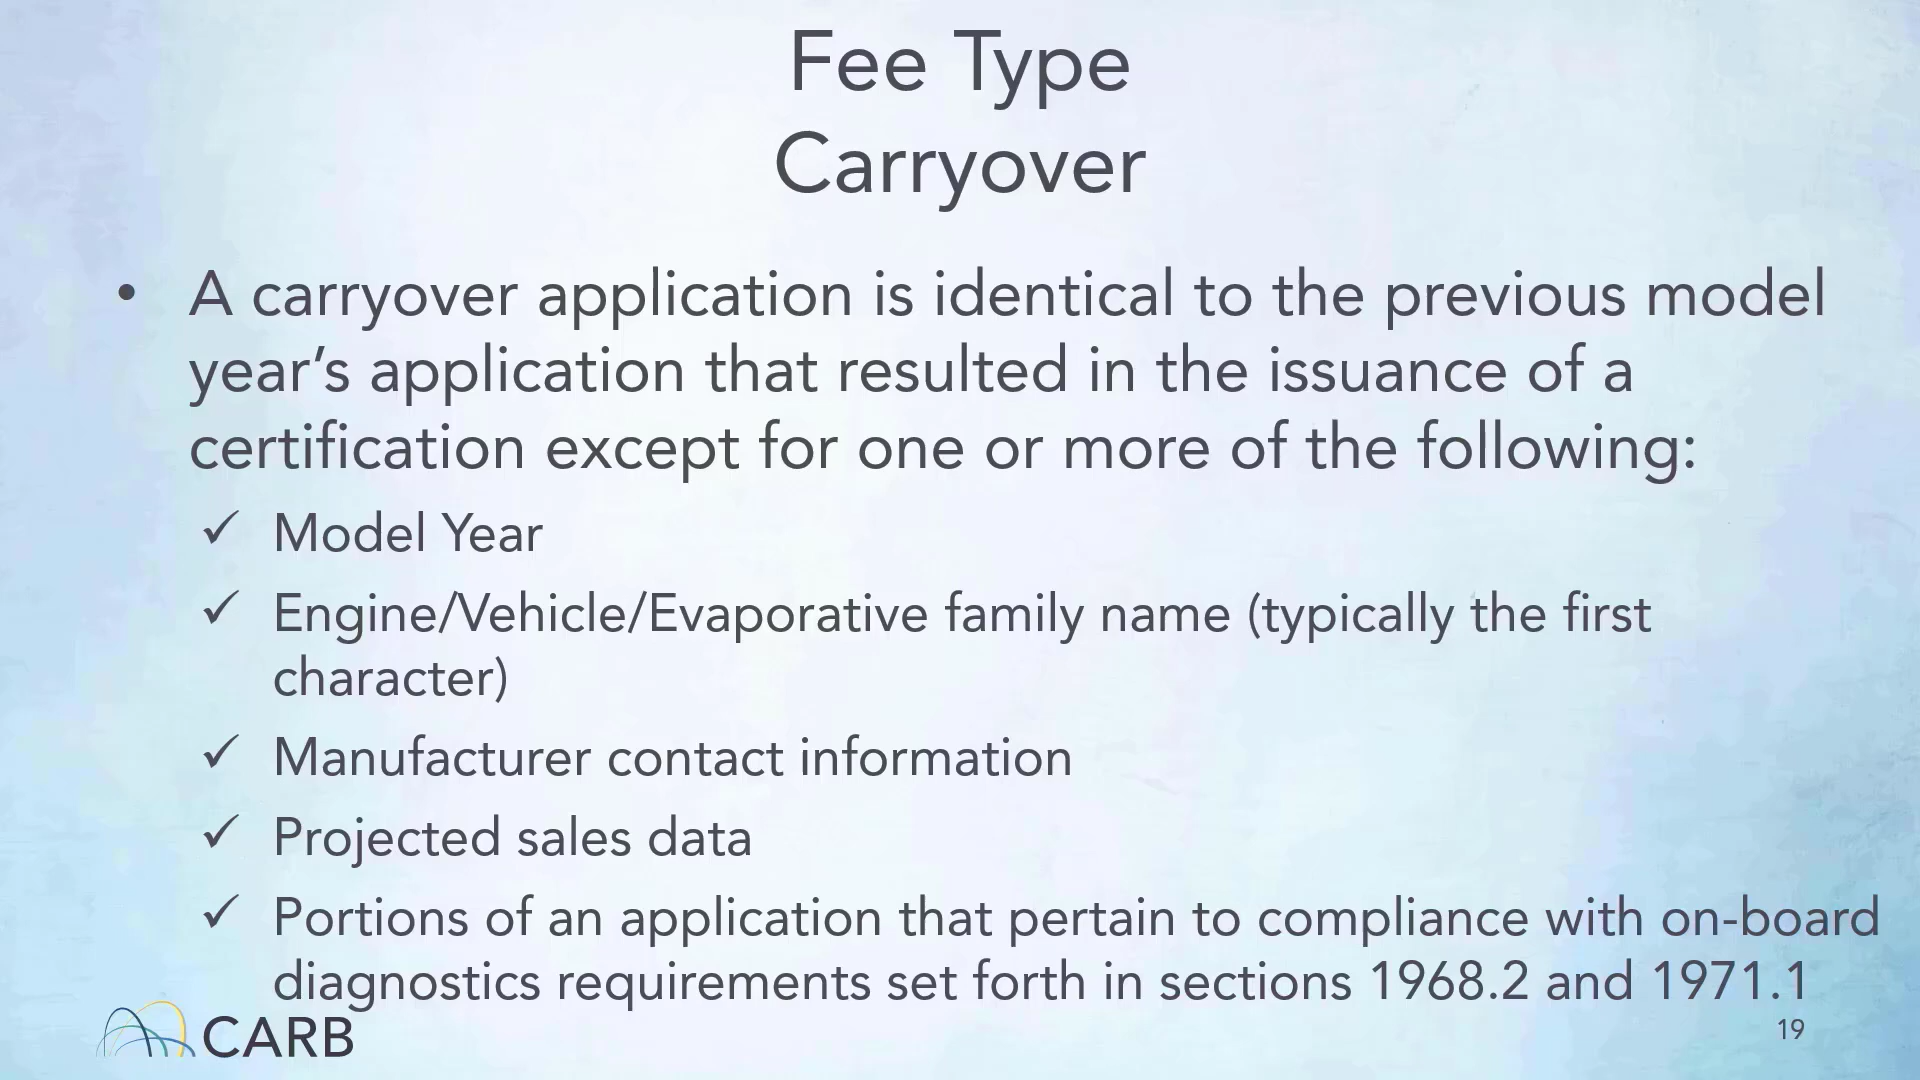 Fee Type
Carryover
• A carryover application is identical to the previous model
year’s application that resulted in the issuance of a
certification except for one or more of the following:
✓ Model Year
✓ Engine/Vehicle/Evaporative family name (typically the first
character)
✓ Manufacturer contact information
✓ Projected sales data
✓ Portions of an application that pertain to compliance with on-board
diagnostics requirements set forth in sections 1968.2 and 1971.1
CARB
19